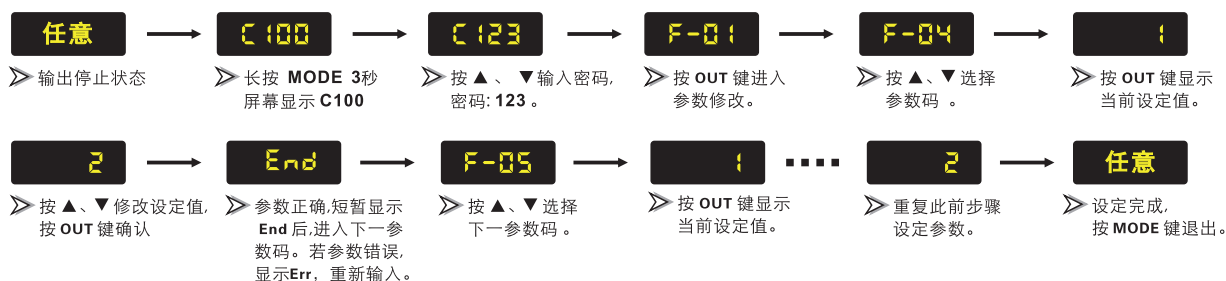 任意
C100
C123
F-01
F-04
1
输出停止状态
长按 MODE 3秒
屏幕显示 C100
按 ▲、 ▼输入密码,
密码: 123 。
按 OUT 键进入
参数修改。
按 ▲、▼ 选择
参数码 。
按 OUT 键显示
当前设定值。
2
End
F-05
1
2
任意
按 ▲、▼ 修改设定值,
按 OUT 键确认
参数正确,短暂显示
End 后,进入下一参
数码。若参数错误,
显示Err，重新输入。
按 ▲、▼ 选择
下一参数码 。
按 OUT 键显示
当前设定值。
重复此前步骤
设定参数。
设定完成,
按 MODE 键退出。